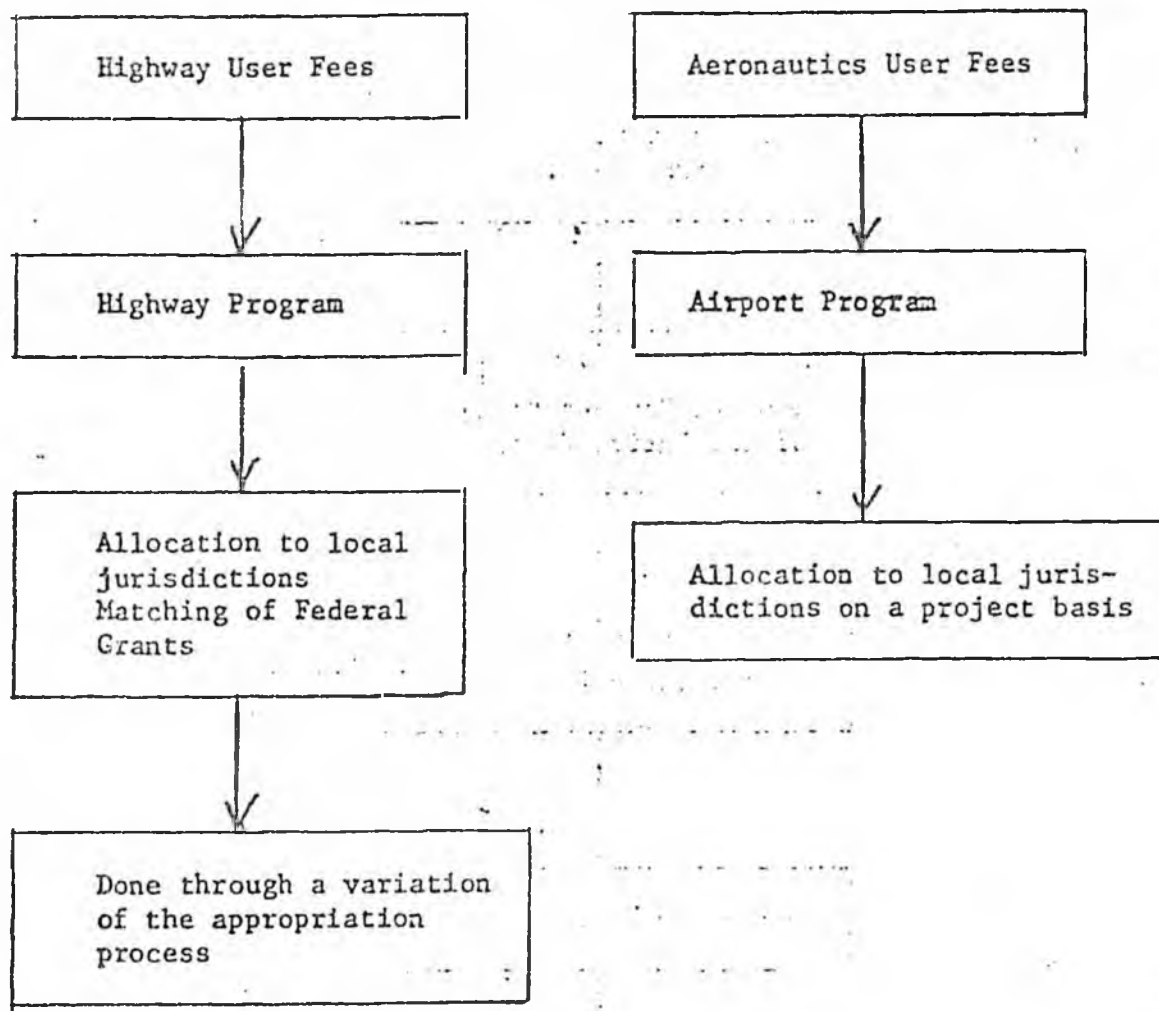 Highway User Fees
Aeronautics User Fees
Highway Program
Airport Program
Allocation to local
jurisdictions
Matching of Federal
Grants
Allocation to local juris-
dictions on a project basis
Done through a variation
of the appropriation
process